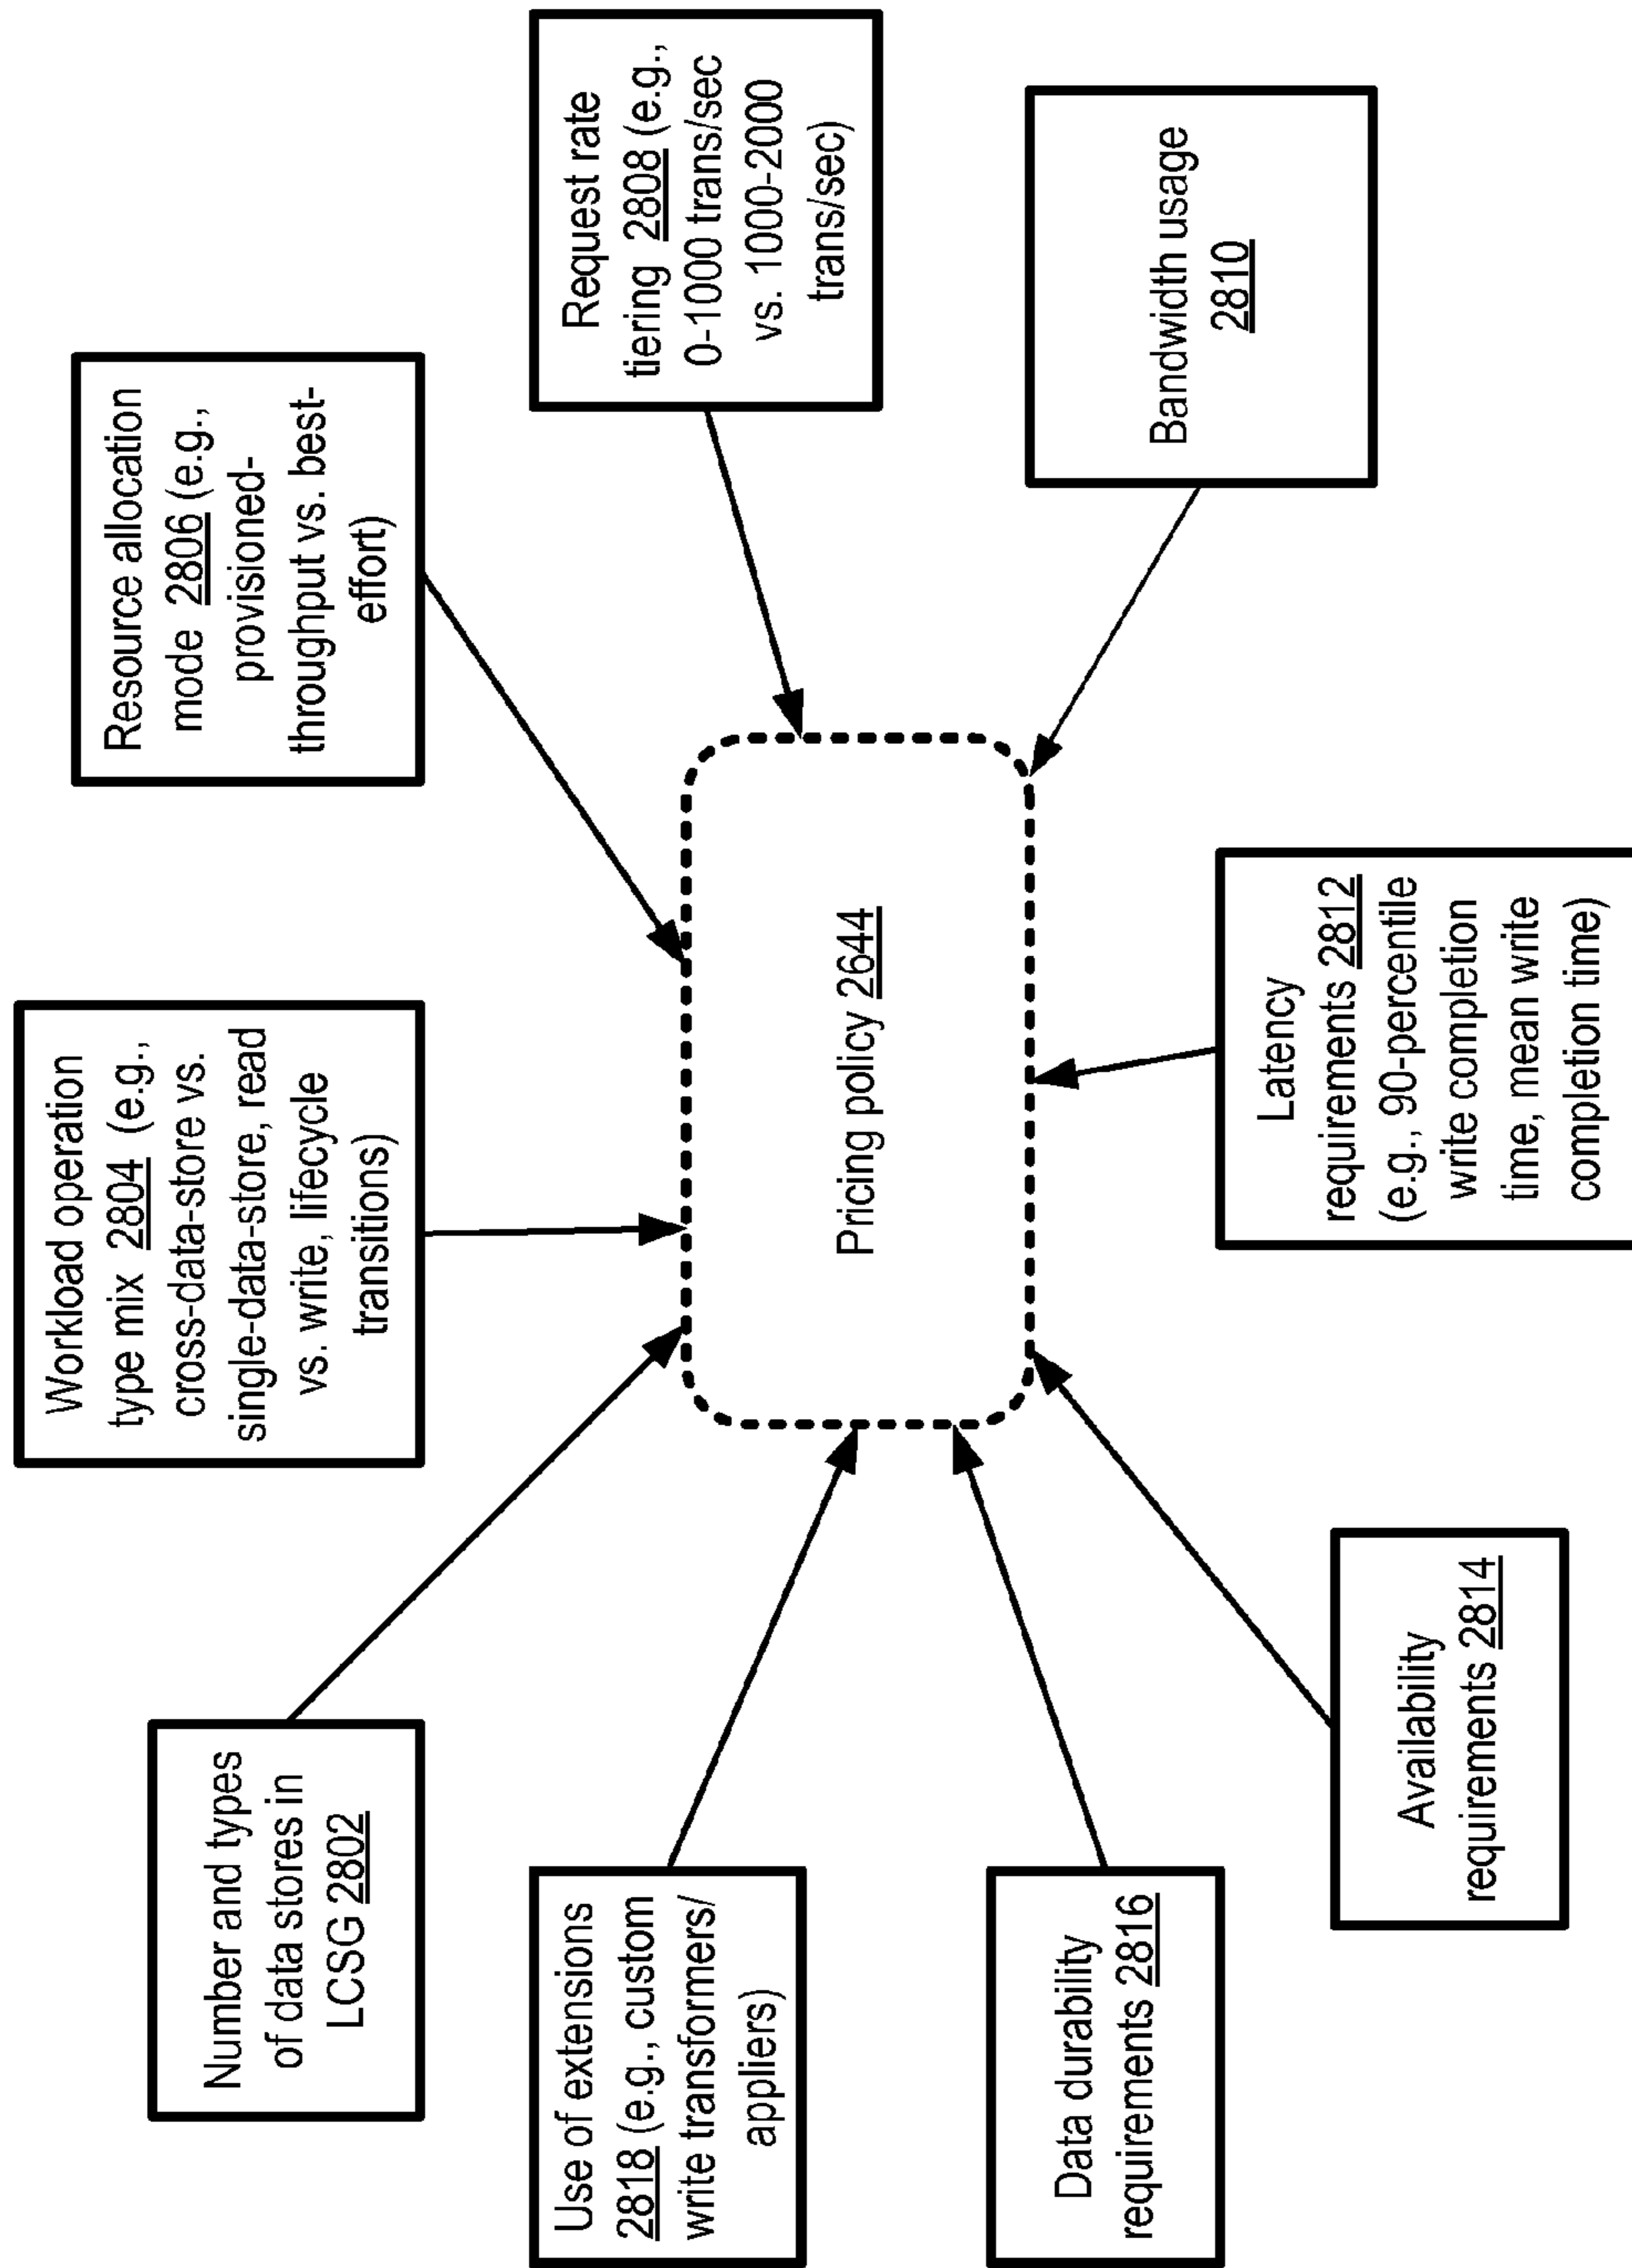 Number and types
of data stores in
LCSG 2802
Workload operation
type mix 2804 (e.g.,
cross-data-store vs.
single-data-store, read
vs. write, lifecycle
transitions)
Resource allocation
mode 2806 (e.g.,
provisioned-
throughput vs. best-
effort)
Request rate
tiering 2808 (e.g.,
0-1000 trans/sec
vs. 1000-2000
trans/sec)
Use of extensions
2818 (e.g., custom
write transformers/
appliers)
Pricing policy 2644
Bandwidth usage
2810
Data durability
requirements 2816
Availability
requirements 2814
Latency
requirements 2812
(e.g., 90-percentile
write completion
time, mean write
completion time)